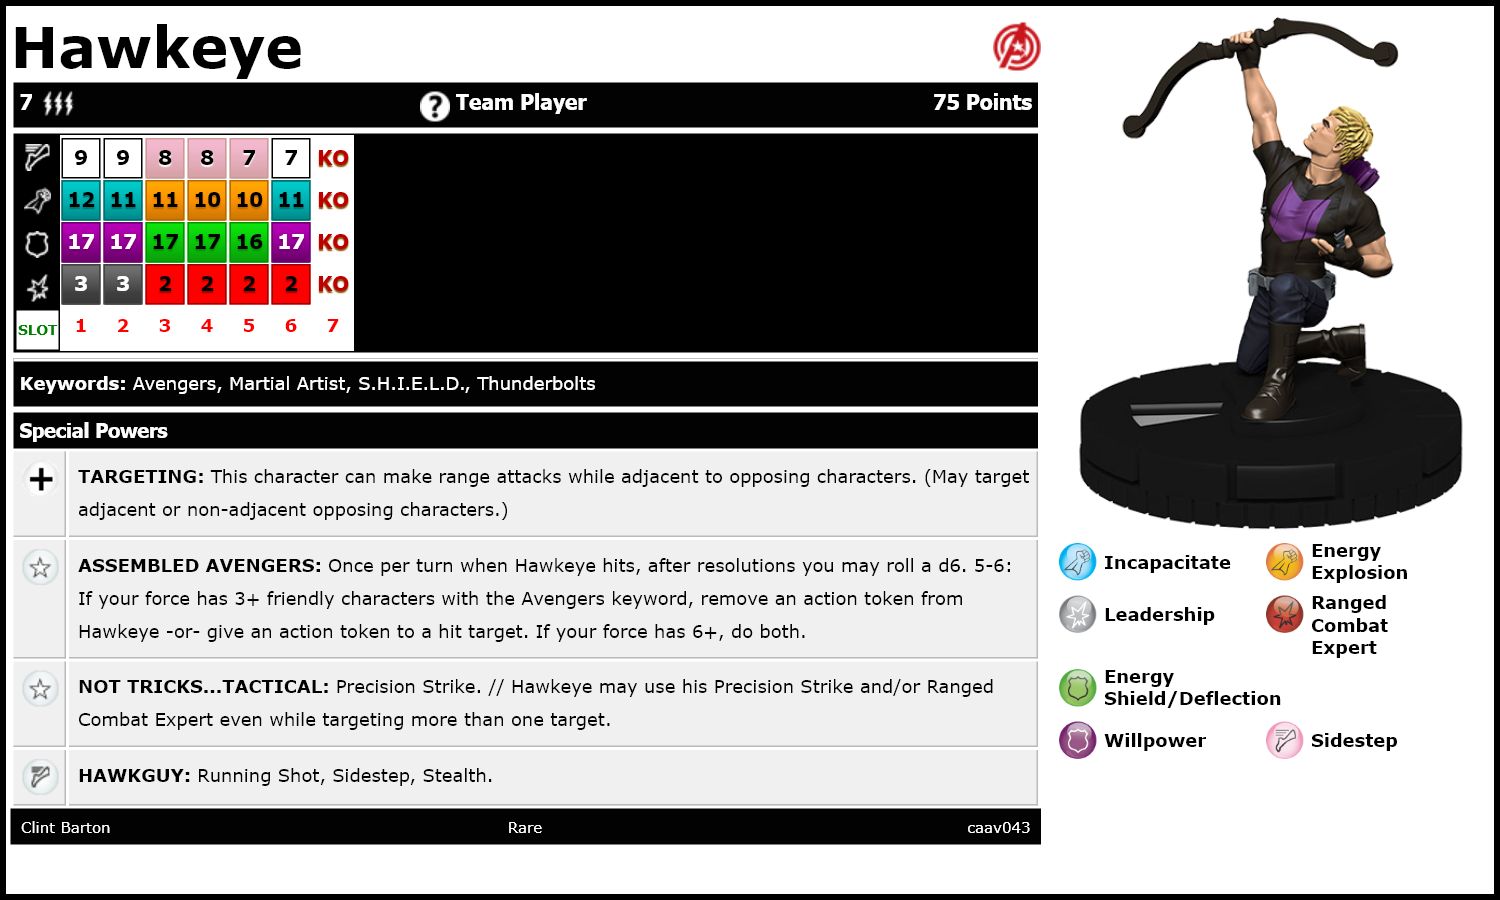 Hawkeye
7 Team Player 75 Points
9 9 8 8 7 7 KO
12 11 11 10 10 11 KO
17 17 17 17 16 17 KO
3 3 2 2 2 2 KO
SLOT 1 2 3 4 5 6 7
Keywords: Avengers, Martial Artist, S.H.I.E.L.D., Thunderbolts
Special Powers
TARGETING: This character can make range attacks while adjacent to opposing characters. (May target
adjacent or non-adjacent opposing characters.)
ASSEMBLED AVENGERS: Once per turn when Hawkeye hits, after resolutions you may roll a d6. 5-6:
If your force has 3+ friendly characters with the Avengers keyword, remove an action token from
Hawkeye -or- give an action token to a hit target. If your force has 6+, do both.
NOT TRICKS...TACTICAL: Precision Strike. // Hawkeye may use his Precision Strike and/or Ranged
Combat Expert even while targeting more than one target.
HAWKGUY: Running Shot, Sidestep, Stealth.
Clint Barton Rare caav043
Incapacitate
Energy
Explosion
Leadership
Ranged
Combat
Expert
Energy
Shield/Deflection
Willpower
Sidestep